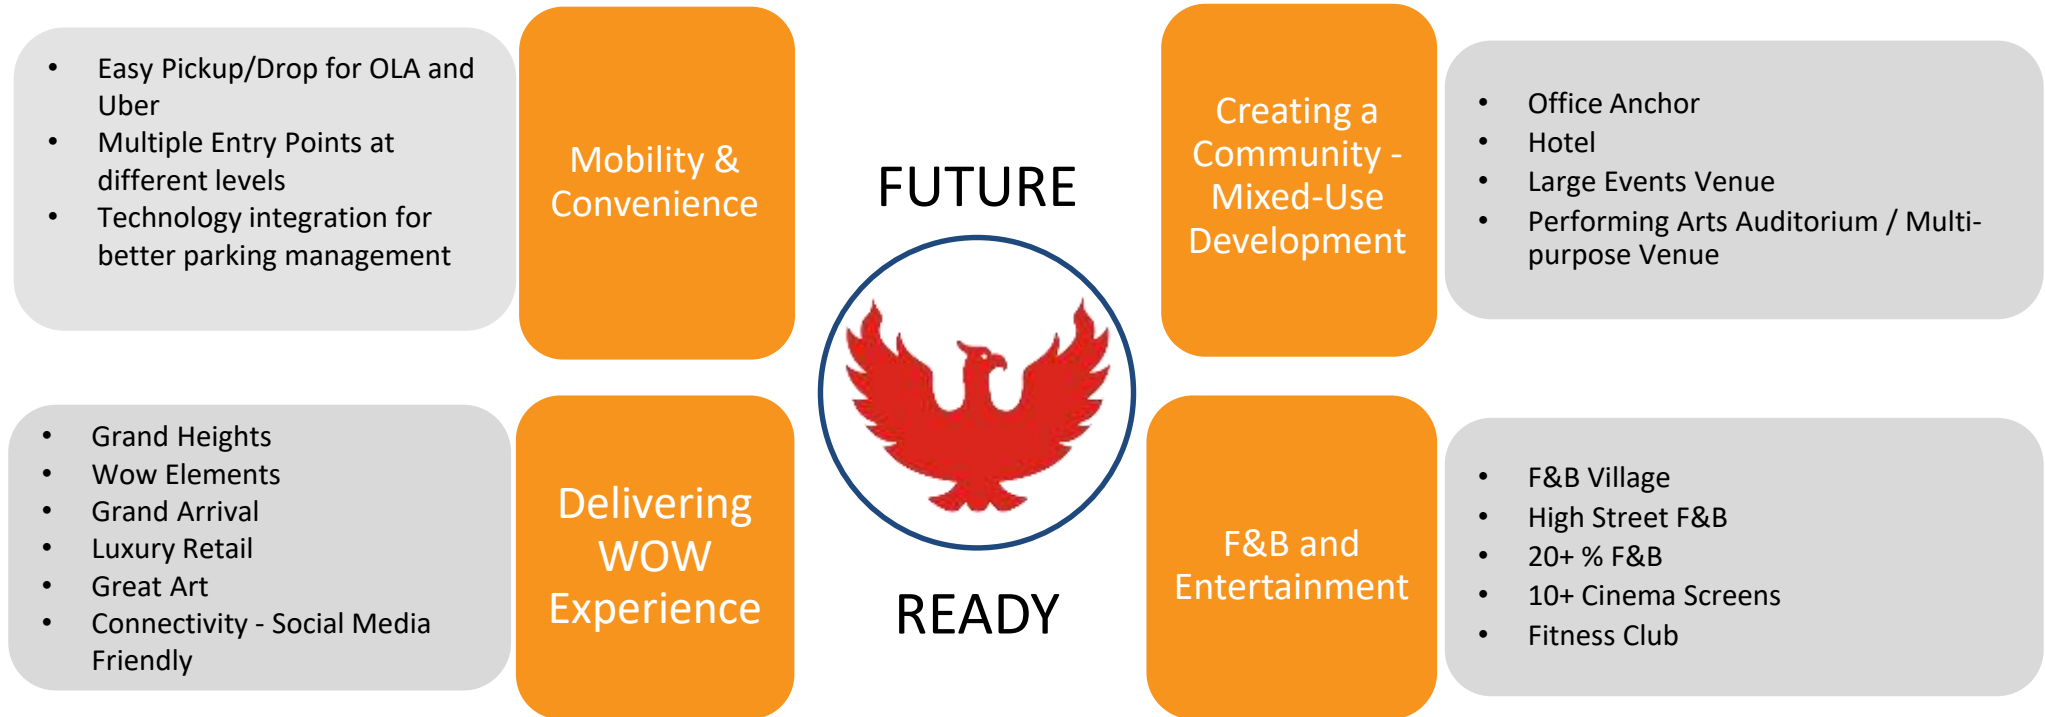 • Easy Pickup/Drop for OLA and
Uber
• Multiple Entry Points at
different levels
• Technology integration for
better parking management
Mobility &
Convenience
FUTURE
Creating a
Community -
Mixed-Use
Development
• Office Anchor
• Hotel
• Large Events Venue
• Performing Arts Auditorium / Multi-
purpose Venue
• Grand Heights
• Wow Elements
• Grand Arrival
• Luxury Retail
• Great Art
• Connectivity - Social Media
Friendly
Delivering
WOW
Experience
READY
F&B and
Entertainment
• F&B Village
• High Street F&B
• 20+ % F&B
• 10+ Cinema Screens
• Fitness Club